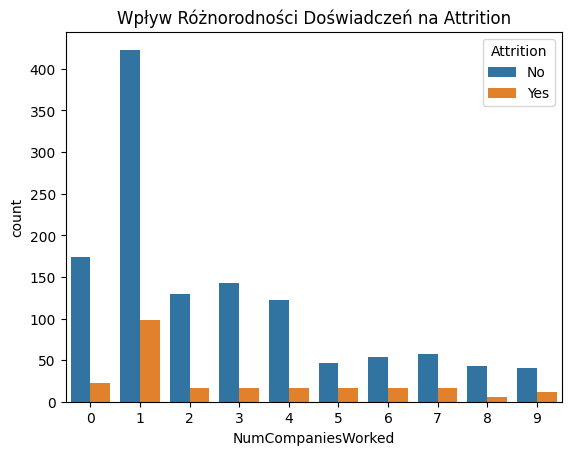 Wpływ Różnorodności Doświadczeń na Attrition
Attrition
No
Yes
400
350
300
250
200
150
100
50
0
count
0 1 2 3 4 5 6 7 8 9
NumCompaniesWorked